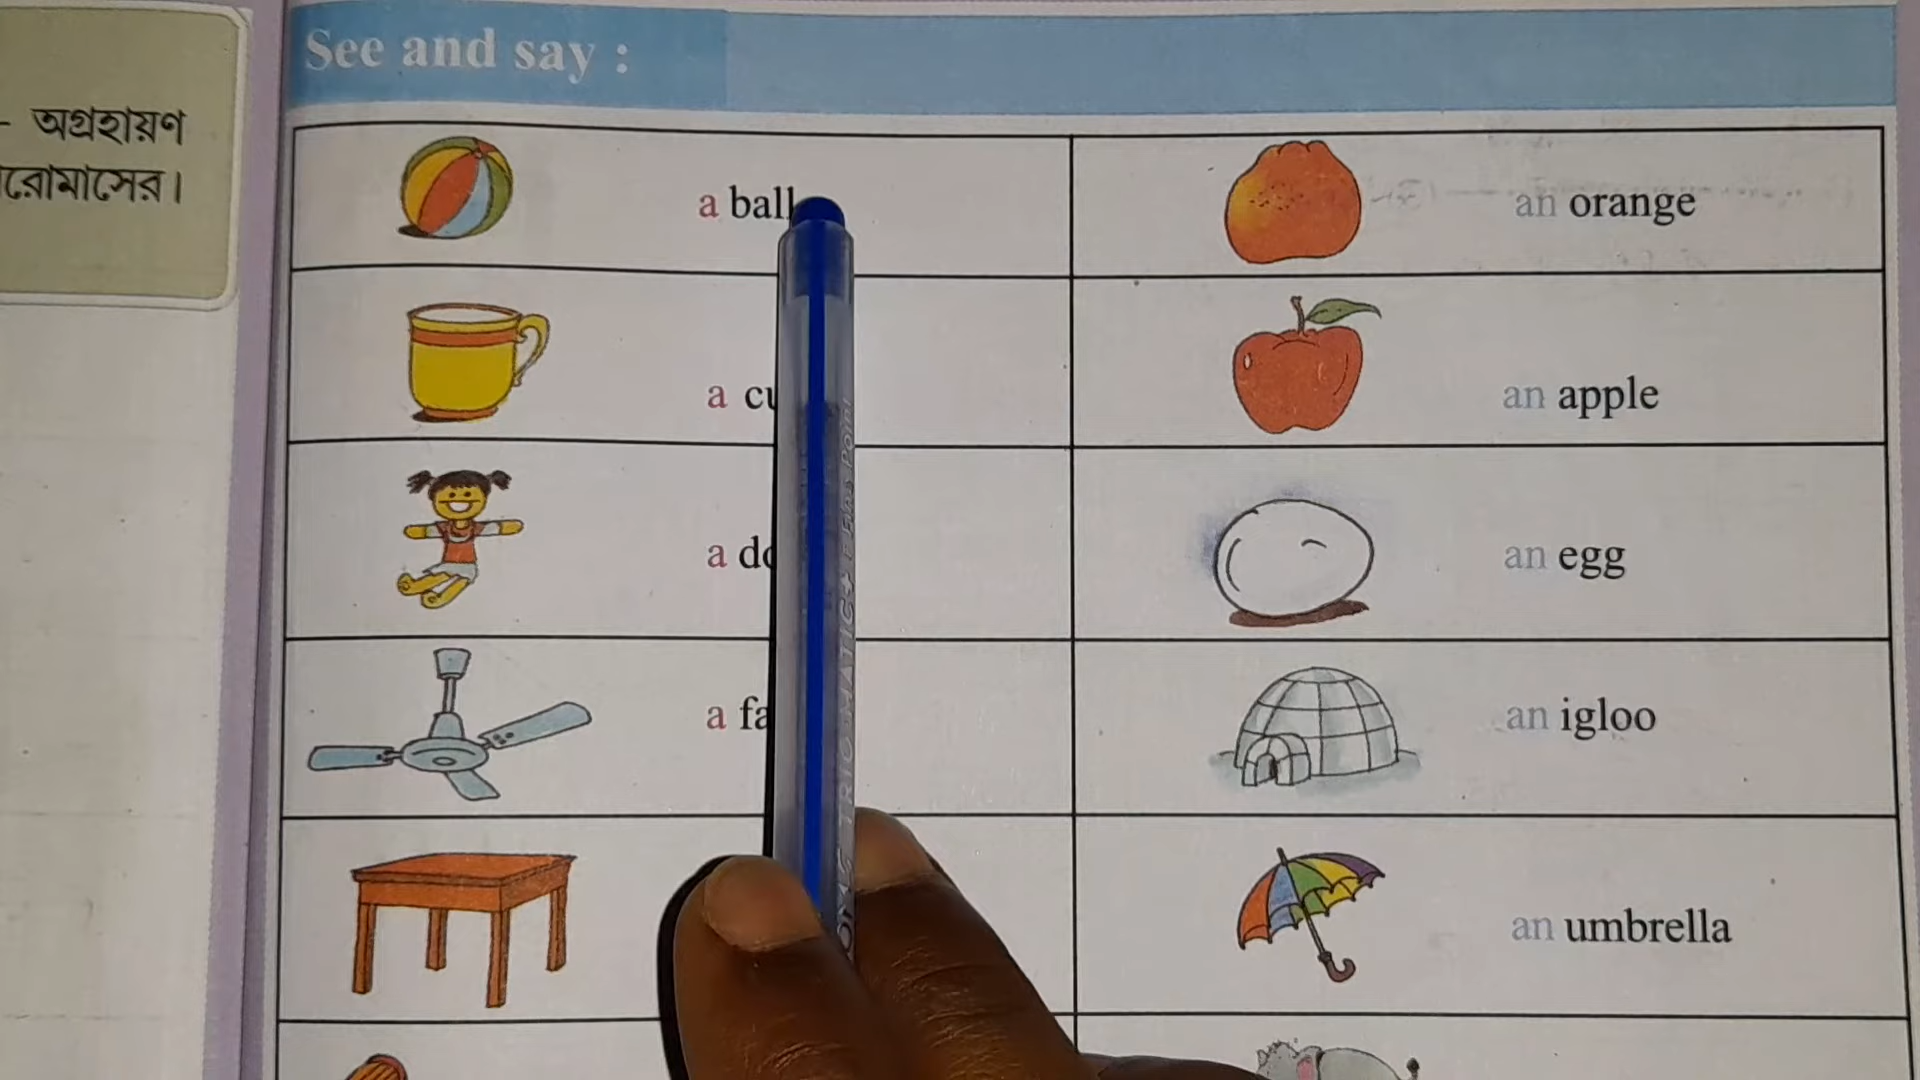 - অগ্রহায়ণ
রোমাসের।
See and say :
a ball
an orange
a
an apple
a
an egg
a
an igloo
an umbrella